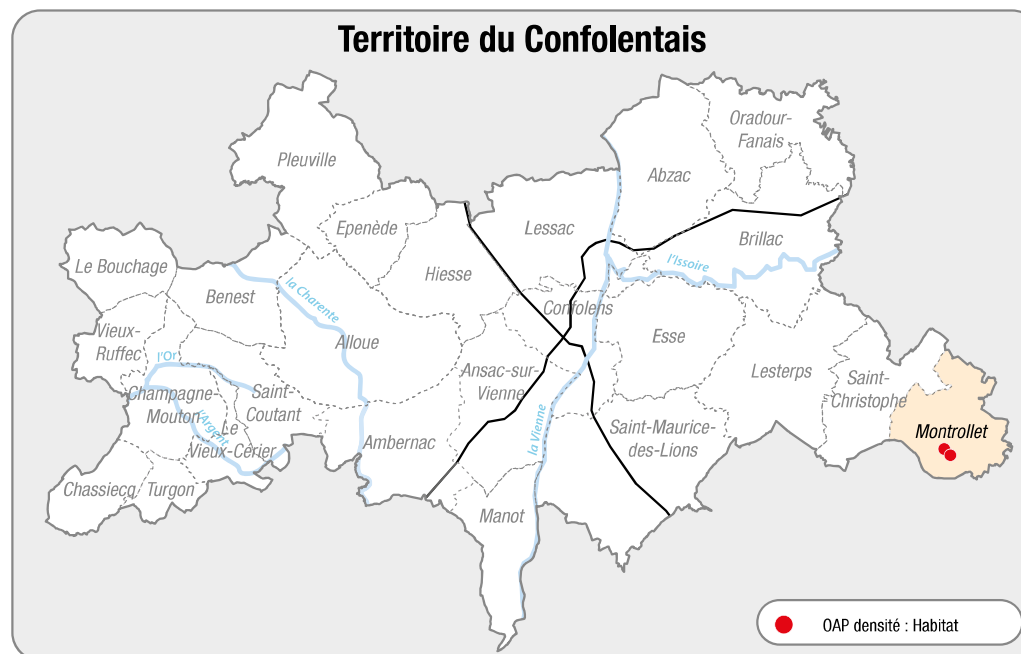 Territoire du Confolentais
Oradour-
Fanais
Pleuville
Abzac
Epenède
Lessac
Brillac
Le Bouchage
l'Issoire
Hiesse
Benest
la Charente
Confolens
Vieux-
Ruffec
Alloue
Esse
l'Or
Ansac-sur-
Vienne
Lesterps
Saint-
Christophe
Champagne-
Mouton
Saint-
Coutant
l'Argent
Le
Vieux-Cérier
Ambernac
la Vienne
Saint-Maurice-
des-Lions
Montrollet
Chassiecq
Turgon
Manot
OAP densité : Habitat